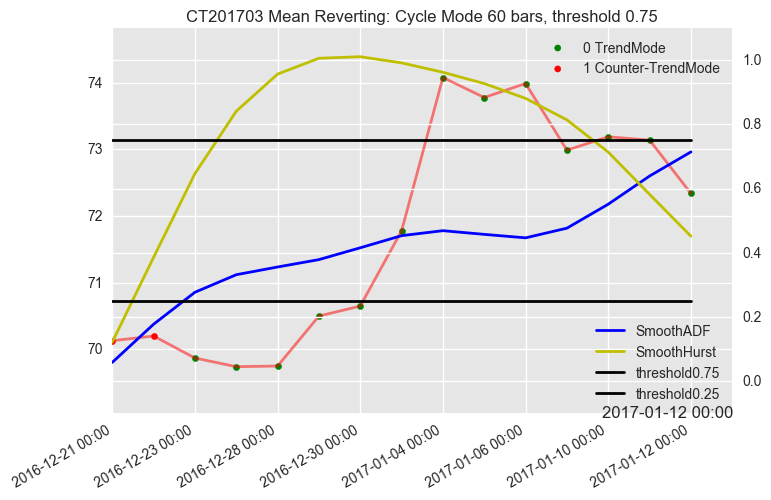 CT201703 Mean Reverting: Cycle Mode 60 bars, threshold 0.75
0 TrendMode
1 Counter-TrendMode
74
73
72
71
70
1.0
0.8
0.6
0.4
0.2
0.0
SmoothADF
SmoothHurst
threshold0.75
threshold0.25
2017-01-12 00:00
2016-12-21 00:00
2016-12-23 00:00
2016-12-28 00:00
2016-12-30 00:00
2017-01-04 00:00
2017-01-06 00:00
2017-01-10 00:00
2017-01-12 00:00